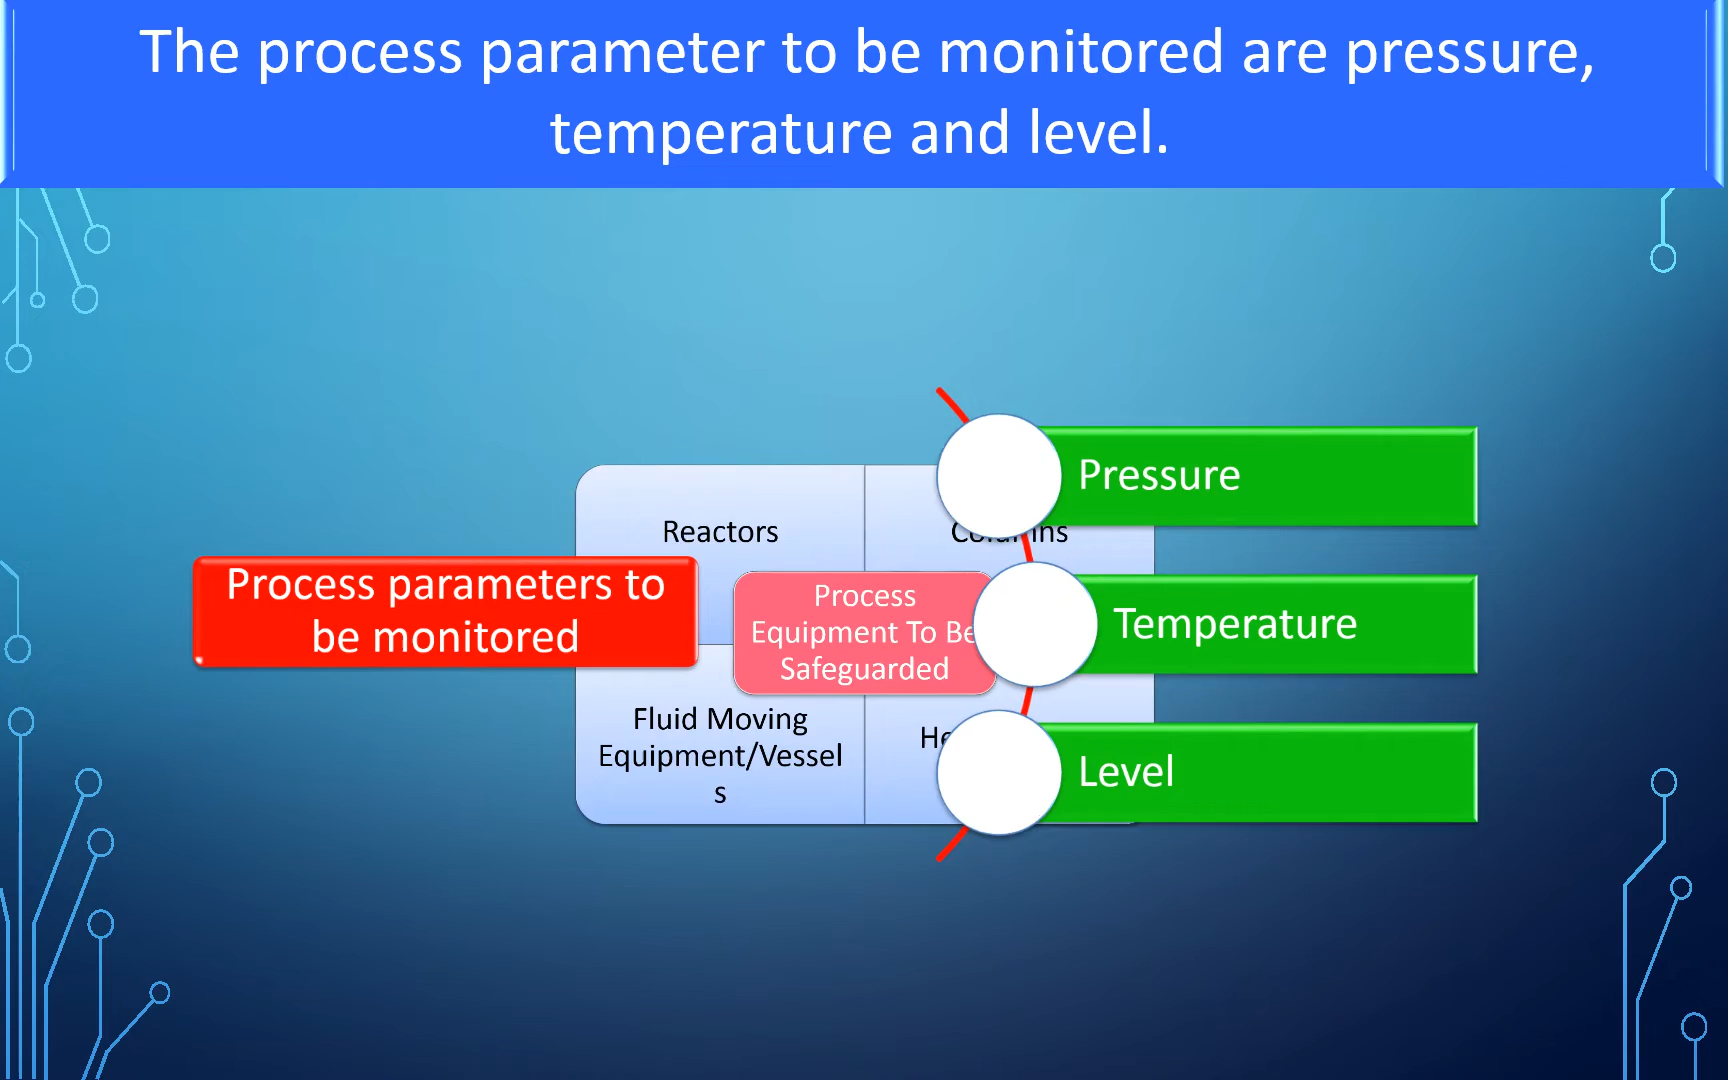 The process parameter to be monitored are pressure,
temperature and level.
Process parameters to
be monitored
Reactors
Process
Equipment To Be
Safeguarded
Fluid Moving
Equipment/Vessel
s
Pressure
Temperature
Level